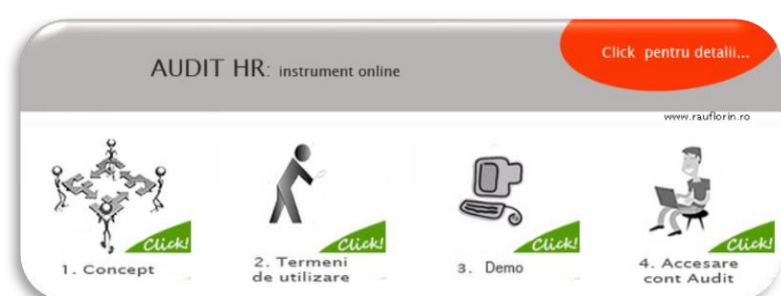 AUDIT HR: instrument online
Click pentru detalii...
www.rauflorin.ro
Click!
Click!
Click!
Click!
1. Concept
2. Termeni
de utilizare
3. Demo
4. Accesare
cont Audit